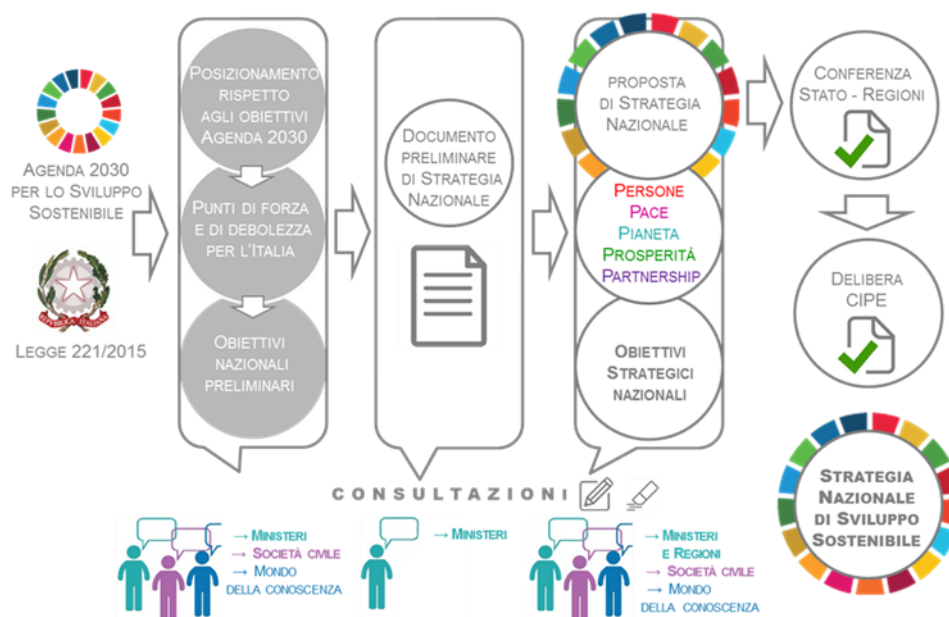 Agenda 2030
per lo Sviluppo
Sostenibile
REPVBBLICA ITALIANA
Legge 221/2015
Posizionamento
rispetto
agli obiettivi
Agenda 2030
Punti di forza
e di debolezza
per l'Italia
Obiettivi
nazionali
preliminari
Documento
preliminare
di Strategia
Nazionale
proposta
di Strategia
Nazionale
Persone
Pace
Pianeta
Prosperità
Partnership
Obiettivi
Strategici
nazionali
Conferenza
Stato - Regioni
Delibera
CIPE
Strategia
Nazionale
di Sviluppo
Sostenibile
CONSULTAZIONI
→ Ministeri
→ Società civile
→ Mondo
della conoscenza
→ Ministeri
→ Ministeri
e Regioni
→ Società civile
→ Mondo
della conoscenza